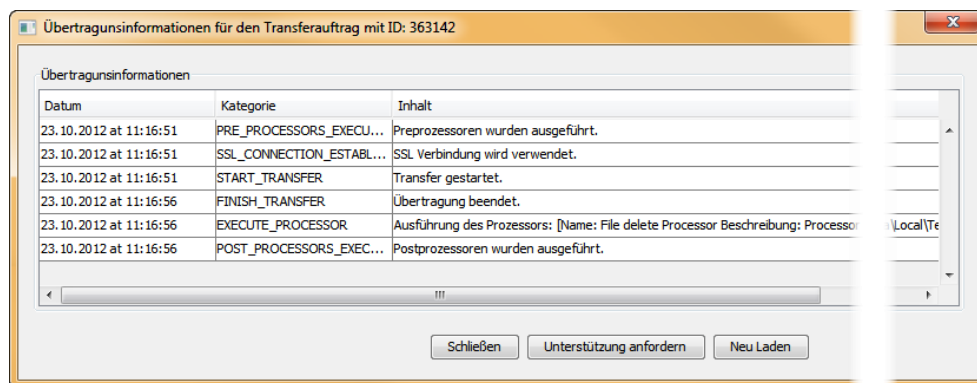 Übertragunsinformationen für den Transferauftrag mit ID: 363142
Übertragunsinformationen
Datum Kategorie Inhalt
23.10.2012 at 11:16:51 PRE_PROCESSORS_EXECU... Preprozessoren wurden ausgeführt.
23.10.2012 at 11:16:51 SSL_CONNECTION_ESTABL... SSL Verbindung wird verwendet.
23.10.2012 at 11:16:51 START_TRANSFER Transfer gestartet.
23.10.2012 at 11:16:56 FINISH_TRANSFER Übertragung beendet.
23.10.2012 at 11:16:56 EXECUTE_PROCESSOR Ausführung des Prozessors: [Name: File delete Processor Beschreibung: Processor \Local\Te
23.10.2012 at 11:16:56 POST_PROCESSORS_EXEC... Postprozessoren wurden ausgeführt.
Schließen Unterstützung anfordern Neu Laden